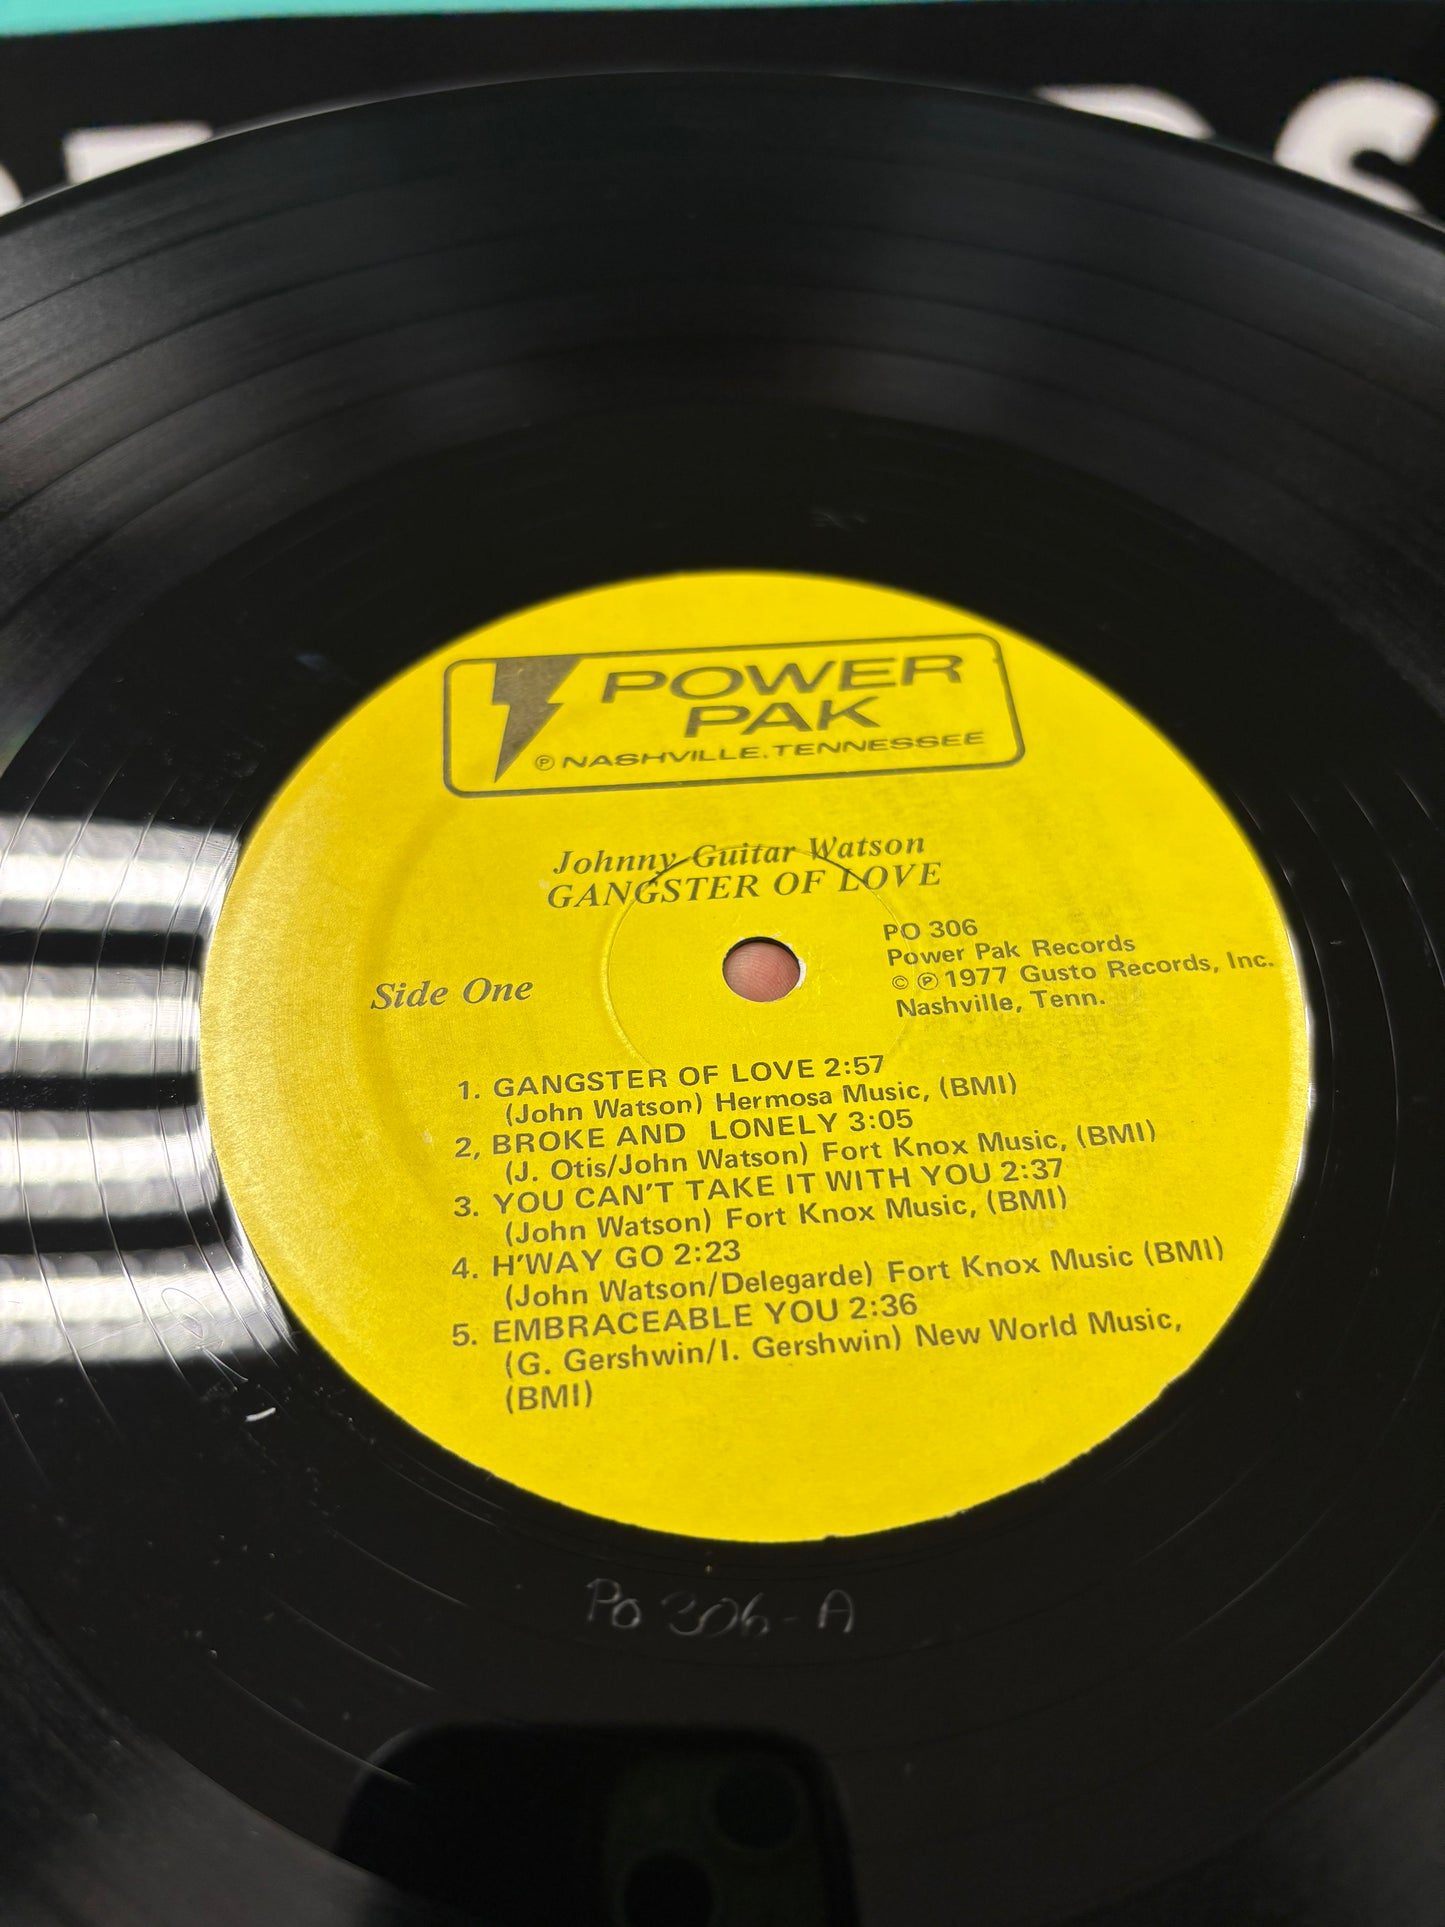 POWER
PAK
℗ NASHVILLE, TENNESSEE
Johnny Guitar Watson
GANGSTER OF LOVE
PO 306
Power Pak Records
© ℗ 1977 Gusto Records, Inc.
Nashville, Tenn.
Side One
1. GANGSTER OF LOVE 2:57
(John Watson) Hermosa Music, (BMI)
2, BROKE AND LONELY 3:05
(J. Otis/John Watson) Fort Knox Music, (BMI)
3. YOU CAN'T TAKE IT WITH YOU 2:37
(John Watson) Fort Knox Music, (BMI)
4. H'WAY GO 2:23
(John Watson/Delegarde) Fort Knox Music (BMI)
5. EMBRACEABLE YOU 2:36
(G. Gershwin/I. Gershwin) New World Music,
(BMI)
PO 306-A